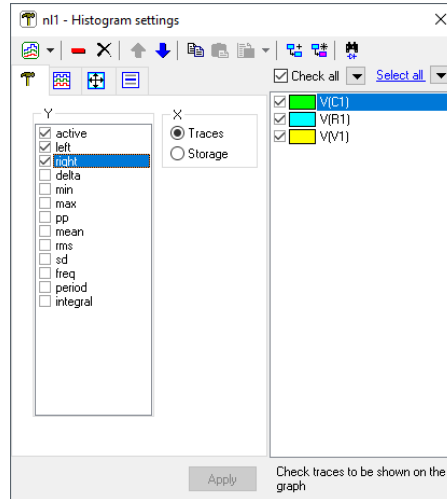 nl1 - Histogram settings
Check all
Select all
Y
active
left
right
delta
min
max
pp
mean
rms
sd
freq
period
integral
X
Traces
Storage
V(C1)
V(R1)
V(V1)
Apply
Check traces to be shown on the
graph